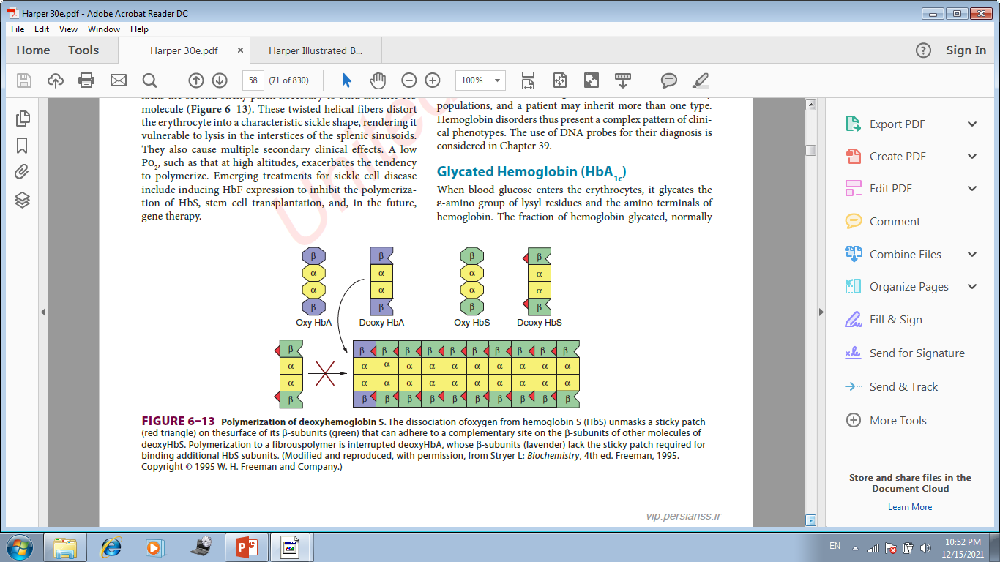 Harper 30e.pdf - Adobe Acrobat Reader DC
File Edit View Window Help
Home Tools Harper 30e.pdf × Harper Illustrated B... Sign In
58 (71 of 830) 100%
molecule (Figure 6–13). These twisted helical fibers distort
the erythrocyte into a characteristic sickle shape, rendering it
vulnerable to lysis in the interstices of the splenic sinusoids.
They also cause multiple secondary clinical effects. A low
Po2, such as that at high altitudes, exacerbates the tendency
to polymerize. Emerging treatments for sickle cell disease
include inducing HbF expression to inhibit the polymeriza-
tion of HbS, stem cell transplantation, and, in the future,
gene therapy.
populations, and a patient may inherit more than one type.
Hemoglobin disorders thus present a complex pattern of clini-
cal phenotypes. The use of DNA probes for their diagnosis is
considered in Chapter 39.
Glycated Hemoglobin (HbA1c)
When blood glucose enters the erythrocytes, it glycates the
ε-amino group of lysyl residues and the amino terminals of
hemoglobin. The fraction of hemoglobin glycated, normally
United
β β β β
α α α α
α α α α
β β β β
Oxy HbA Deoxy HbA Oxy HbS Deoxy HbS
β β β β β β β β β β β
α α α α α α α α α α α
α α α α α α α α α α α
β β β β β β β β β β β
FIGURE 6–13 Polymerization of deoxyhemoglobin S. The dissociation ofoxygen from hemoglobin S (HbS) unmasks a sticky patch
(red triangle) on thesurface of its β-subunits (green) that can adhere to a complementary site on the β-subunits of other molecules of
deoxyHbS. Polymerization to a fibrouspolymer is interrupted deoxyHbA, whose β-subunits (lavender) lack the sticky patch required for
binding additional HbS subunits. (Modified and reproduced, with permission, from Stryer L: Biochemistry, 4th ed. Freeman, 1995.
Copyright © 1995 W. H. Freeman and Company.)
vip.persianss.ir
Export PDF
Create PDF
Edit PDF
Comment
Combine Files
Organize Pages
Fill & Sign
Send for Signature
Send & Track
More Tools
Store and share files in the
Document Cloud
Learn More
EN
10:52 PM
12/15/2021